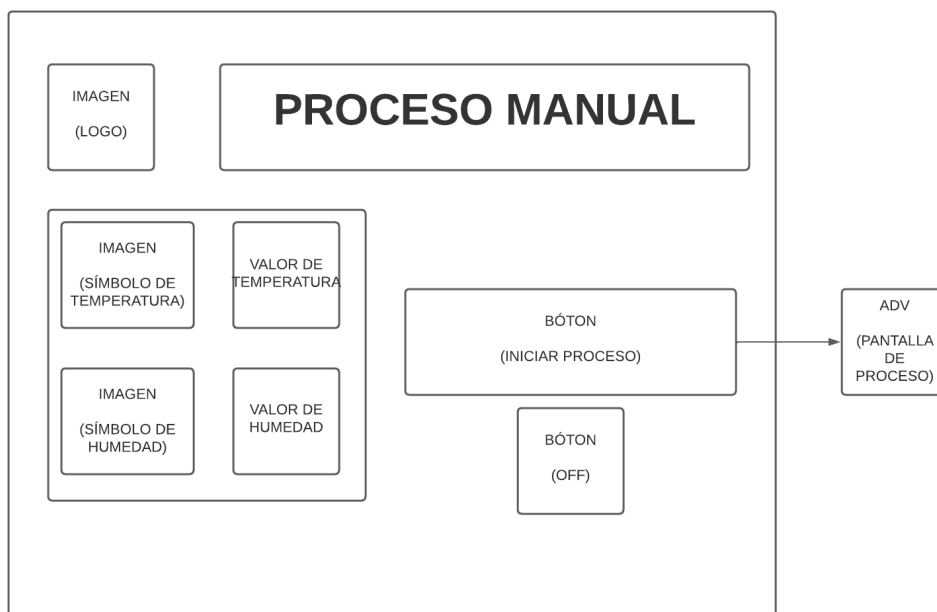 IMAGEN
(LOGO)
PROCESO MANUAL
IMAGEN
(SÍMBOLO DE
TEMPERATURA)
VALOR DE
TEMPERATURA
IMAGEN
(SÍMBOLO DE
HUMEDAD)
VALOR DE
HUMEDAD
BÓTON
(INICIAR PROCESO)
BÓTON
(OFF)
ADV
(PANTALLA
DE
PROCESO)